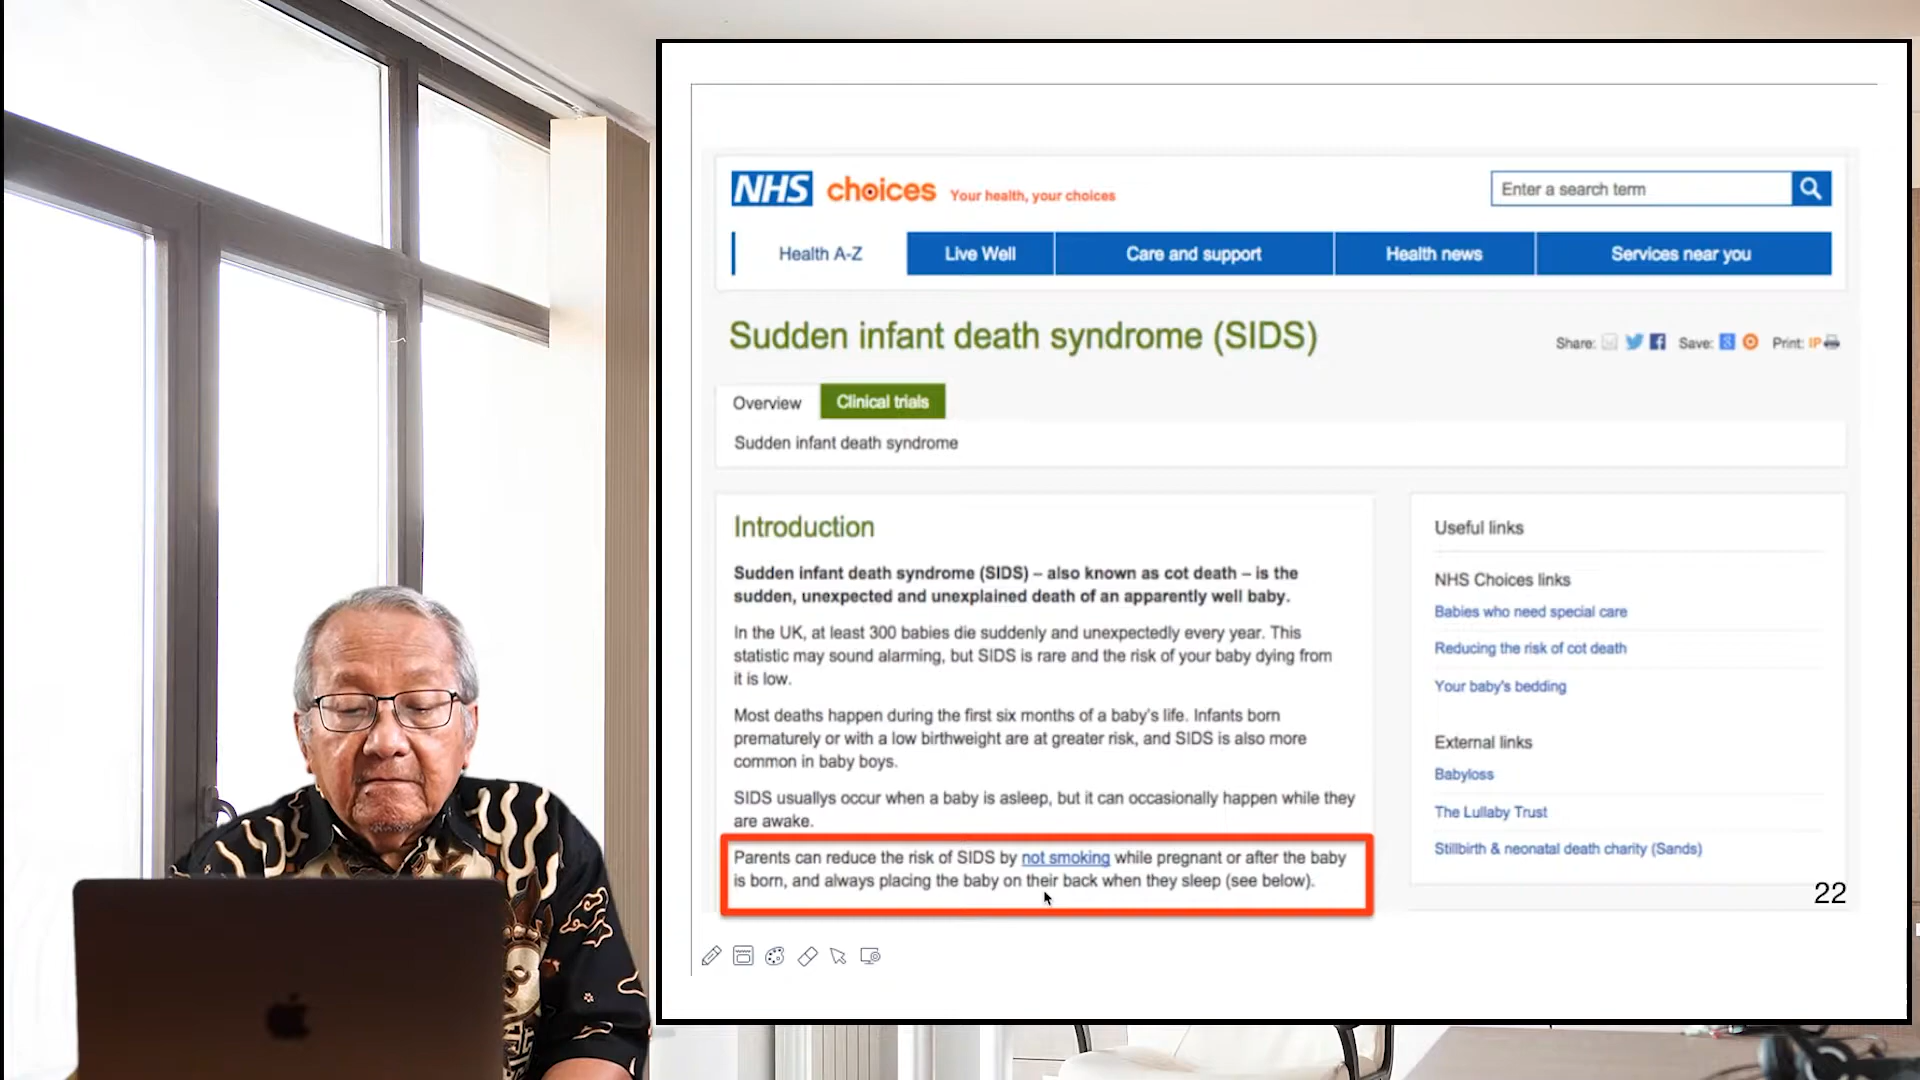 NHS choices Your health, your choices
Enter a search term
Health A-Z Live Well Care and support Health news Services near you
Sudden infant death syndrome (SIDS)
Share: Save: Print: IP
Overview Clinical trials
Sudden infant death syndrome
Introduction
Sudden infant death syndrome (SIDS) – also known as cot death – is the
sudden, unexpected and unexplained death of an apparently well baby.
In the UK, at least 300 babies die suddenly and unexpectedly every year. This
statistic may sound alarming, but SIDS is rare and the risk of your baby dying from
it is low.
Most deaths happen during the first six months of a baby's life. Infants born
prematurely or with a low birthweight are at greater risk, and SIDS is also more
common in baby boys.
SIDS usuallys occur when a baby is asleep, but it can occasionally happen while they
are awake.
Parents can reduce the risk of SIDS by not smoking while pregnant or after the baby
is born, and always placing the baby on their back when they sleep (see below).
Useful links
NHS Choices links
Babies who need special care
Reducing the risk of cot death
Your baby's bedding
External links
Babyloss
The Lullaby Trust
Stillbirth & neonatal death charity (Sands)
22